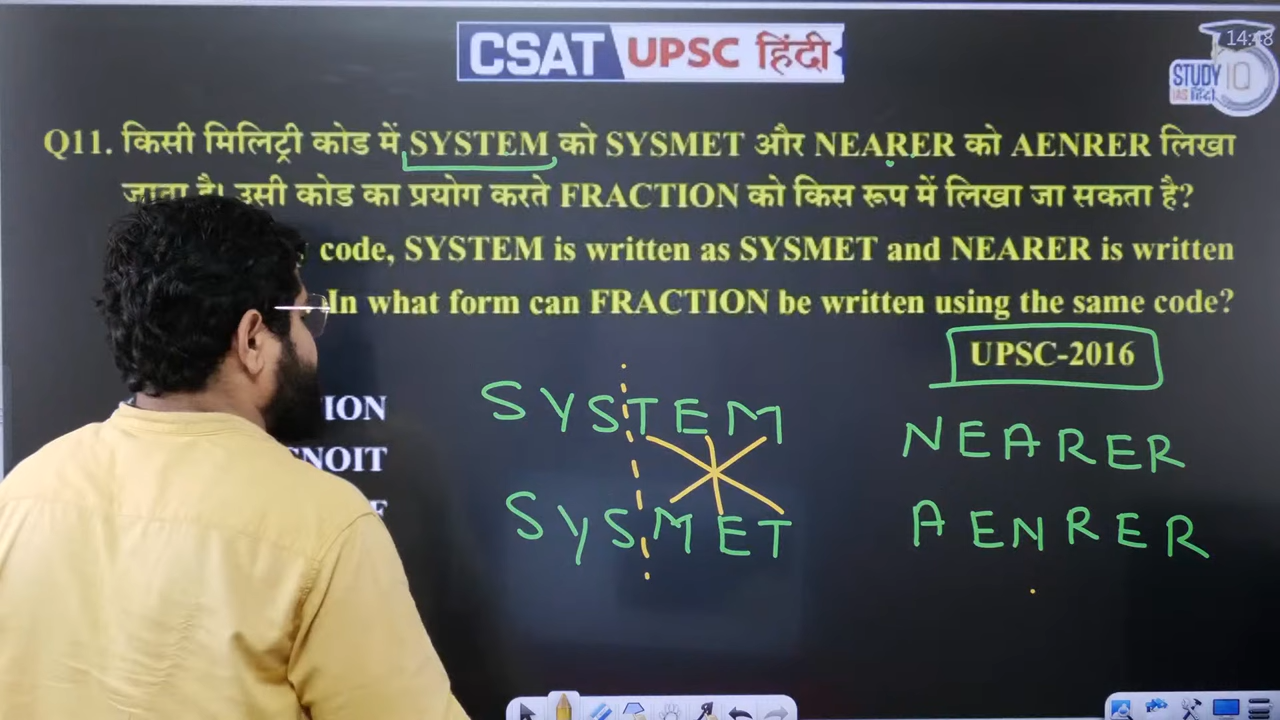 CSAT UPSC हिंदी
14:48
STUDY IQ
IAS हिंदी
Q11. किसी मिलिट्री कोड में SYSTEM को SYSMET और NEARER को AENRER लिखा
जाता है। उसी कोड का प्रयोग करते FRACTION को किस रूप में लिखा जा सकता है?
code, SYSTEM is written as SYSMET and NEARER is written
In what form can FRACTION be written using the same code?
UPSC-2016
ION
NOIT
SYSTEM
NEARER
SYSMET
AENRER